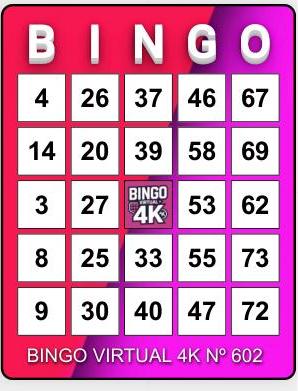 B I N G O
4 26 37 46 67
14 20 39 58 69
3 27 BINGO VIRTUAL 4K 53 62
8 25 33 55 73
9 30 40 47 72
BINGO VIRTUAL 4K Nº 602